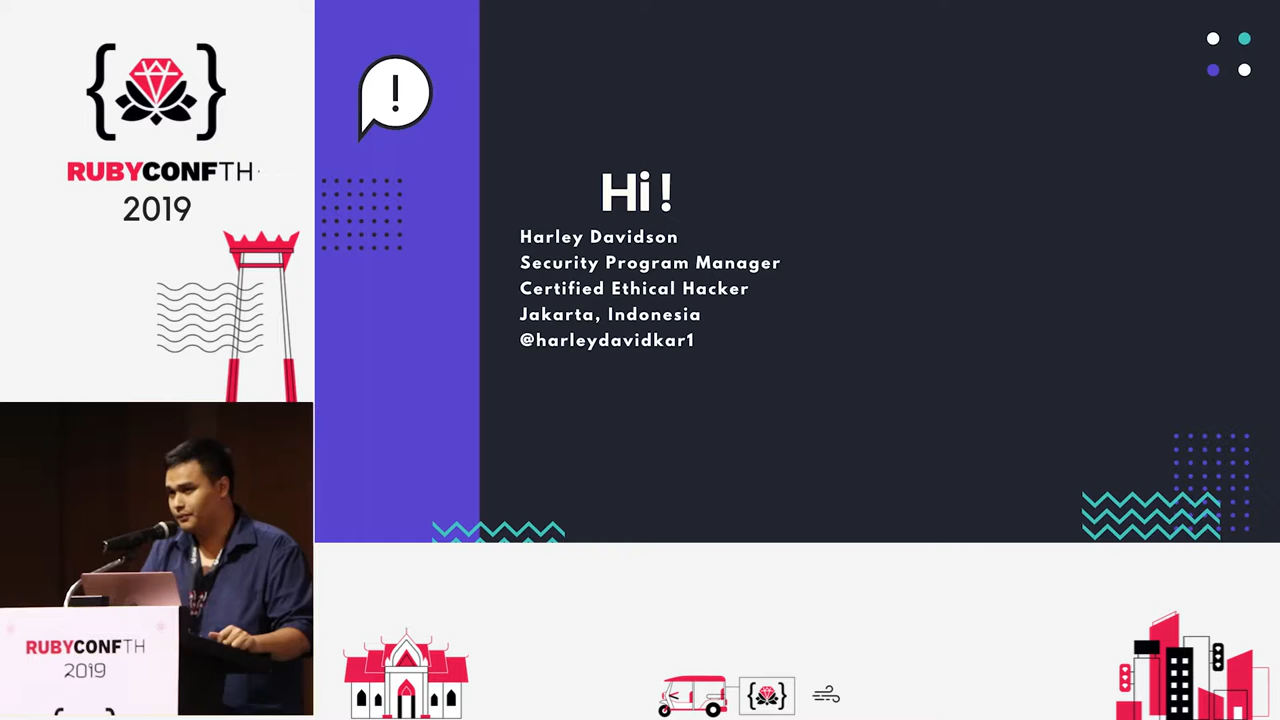 RUBYCONFTH
2019
!
Hi!
Harley Davidson
Security Program Manager
Certified Ethical Hacker
Jakarta, Indonesia
@harleydavidkar1
RUBYCONFTH
2019